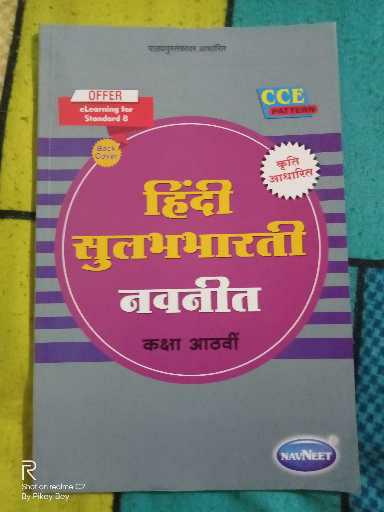 पाठ्यपुस्तकावर आधारित
OFFER
eLearning for
Standard 8
Back
Cover
CCE
PATTERN
कृति
आधारित
हिंदी
सुलभभारती
नवनीत
कक्षा आठवीं
NAVNEET
R
Shot on realme C2
By Pikoy Boy